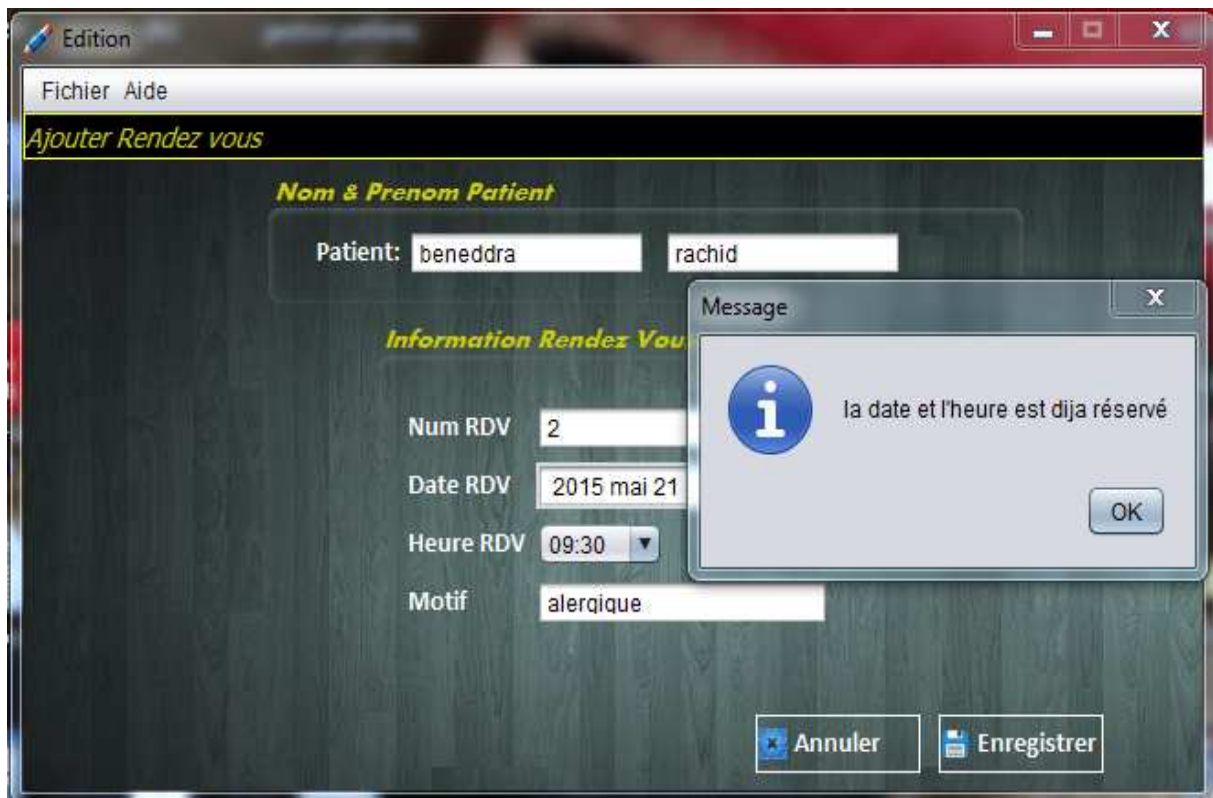 Edition
Fichier Aide
Ajouter Rendez vous
Nom & Prenom Patient
Patient: beneddra rachid
Message
Information Rendez Vou
la date et l'heure est dija réservé
Num RDV 2
Date RDV 2015 mai 21
OK
Heure RDV 09:30
Motif alergique
Annuler Enregistrer